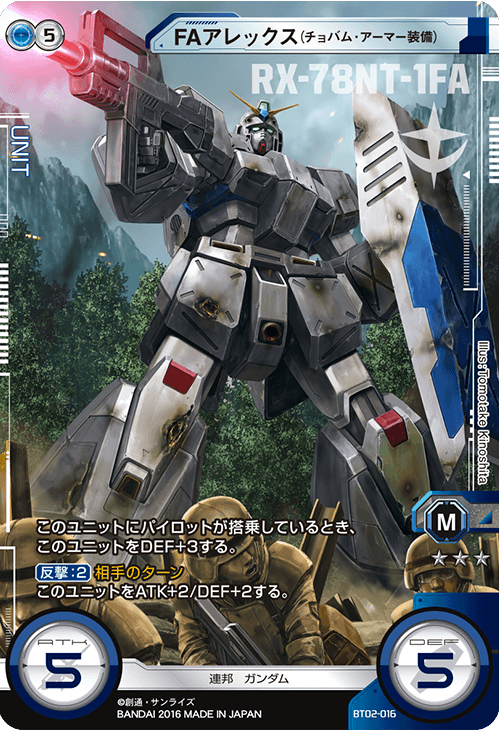 5
FAアレックス(チョバム・アーマー装備)
RX-78NT-1FA
UNIT
Illus:Tomotake Kinoshita
M
このユニットにパイロットが搭乗しているとき、
このユニットをDEF+3する。
反撃:2 相手のターン
このユニットをATK+2/DEF+2する。
ATK
5
DEF
5
連邦 ガンダム
©創通・サンライズ
BANDAI 2016 MADE IN JAPAN
BT02-016